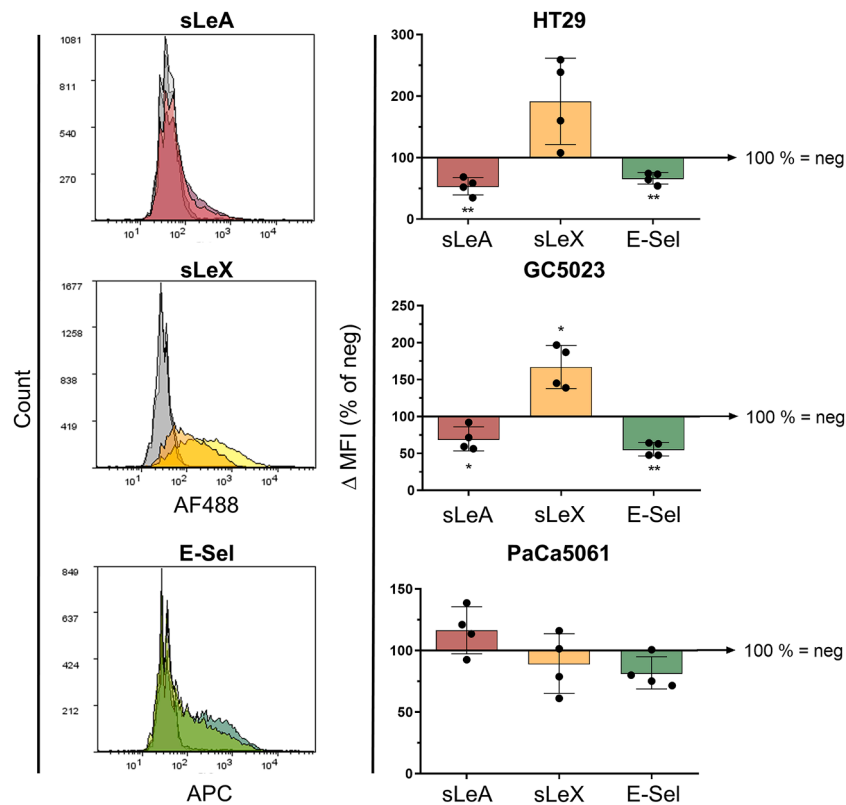 sLeA
1081
811
540
270
10¹ 10² 10³ 10⁴
sLeX
1677
1258
838
419
10¹ 10² 10³ 10⁴
AF488
E-Sel
849
637
424
212
10¹ 10² 10³ 10⁴
APC
Count
Δ MFI (% of neg)
HT29
300
200
100
0
100 % = neg
** **
sLeA sLeX E-Sel
GC5023
250
200
150
100
50
0
*
100 % = neg
* **
sLeA sLeX E-Sel
PaCa5061
150
100
50
0
100 % = neg
sLeA sLeX E-Sel